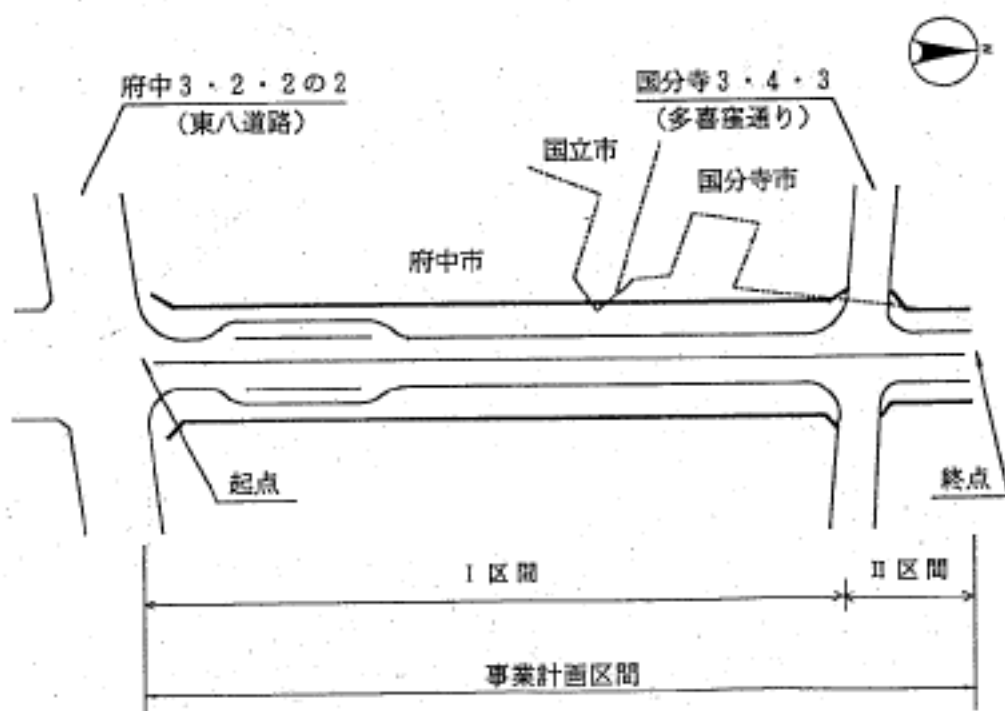 N
府中3・2・2の2
(東八道路)
国分寺3・4・3
(多喜窪通り)
国立市
国分寺市
府中市
起点
終点
I 区間
II 区間
事業計画区間